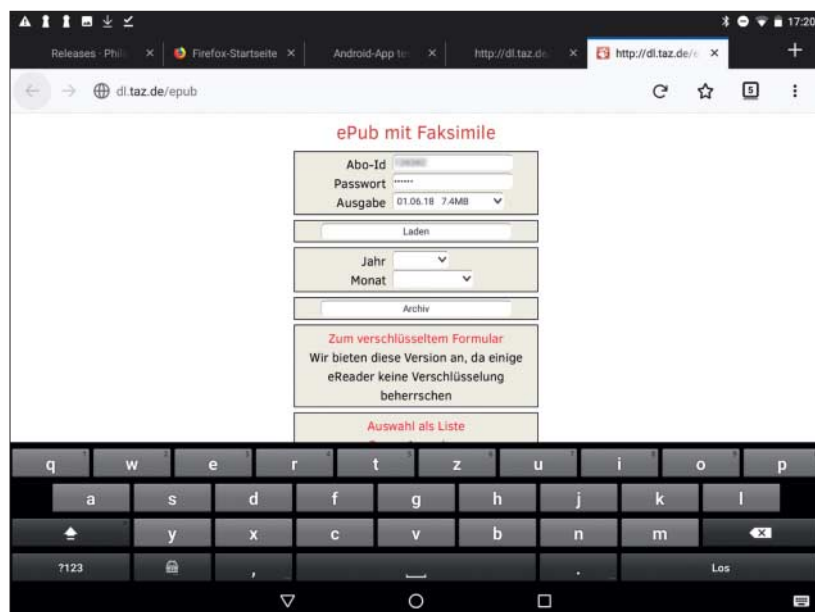 17:20
Releases · Phil
Firefox-Startseite
Android-App te
http://dl.taz.de
http://dl.taz.de/e
dl.taz.de/epub
5
ePub mit Faksimile
Abo-Id
Passwort ······
Ausgabe 01.06.18 7.4MB
Laden
Jahr
Monat
Archiv
Zum verschlüsseltem Formular
Wir bieten diese Version an, da einige
eReader keine Verschlüsselung
beherrschen
Auswahl als Liste
q w e r t z u i o p
a s d f g h j k l
y x c v b n m
?123 , . Los